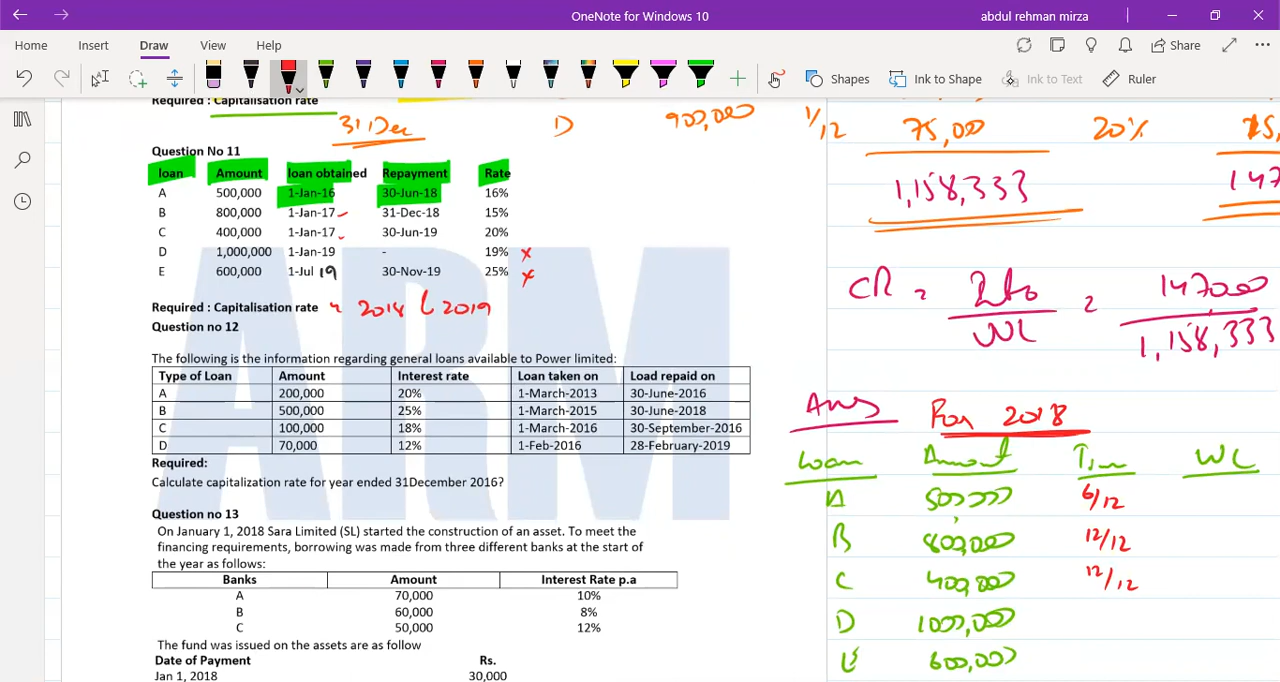 OneNote for Windows 10
abdul rehman mirza
Home Insert Draw View Help
Share
Shapes Ink to Shape Ink to Text Ruler
Required : Capitalisation rate
31 Dec D 900,000 1/12 75,000 20%
1,158,333
Question No 11
loan Amount loan obtained Repayment Rate
A 500,000 1-Jan-16 30-Jun-18 16%
B 800,000 1-Jan-17 31-Dec-18 15%
C 400,000 1-Jan-17 30-Jun-19 20%
D 1,000,000 1-Jan-19 - 19% x
E 600,000 1-Jul 19 30-Nov-19 25% x
Required : Capitalisation rate 2018 2019
Question no 12
The following is the information regarding general loans available to Power limited:
Type of Loan Amount Interest rate Loan taken on Load repaid on
A 200,000 20% 1-March-2013 30-June-2016
B 500,000 25% 1-March-2015 30-June-2018
C 100,000 18% 1-March-2016 30-September-2016
D 70,000 12% 1-Feb-2016 28-February-2019
Required:
Calculate capitalization rate for year ended 31December 2016?
Question no 13
On January 1, 2018 Sara Limited (SL) started the construction of an asset. To meet the
financing requirements, borrowing was made from three different banks at the start of
the year as follows:
Banks Amount Interest Rate p.a
A 70,000 10%
B 60,000 8%
C 50,000 12%
The fund was issued on the assets are as follow
Date of Payment Rs.
Jan 1, 2018 30,000
CR = 147000
WL 1,158,333
Ans For 2018
Loan Amount Time WL
A 500,000 6/12
B 800,000 12/12
C 400,000 12/12
D 1000,000
E 600,000
ARM